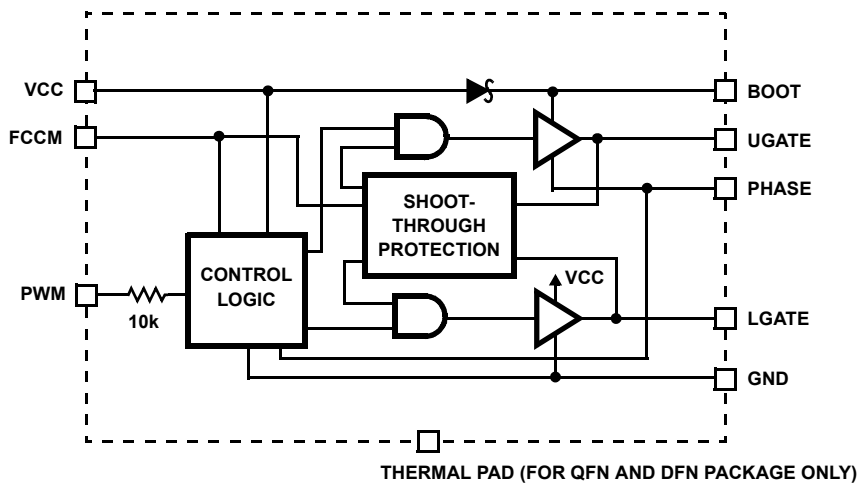 VCC
BOOT
FCCM
UGATE
PHASE
SHOOT-
THROUGH
PROTECTION
CONTROL
LOGIC
VCC
PWM
10k
LGATE
GND
THERMAL PAD (FOR QFN AND DFN PACKAGE ONLY)